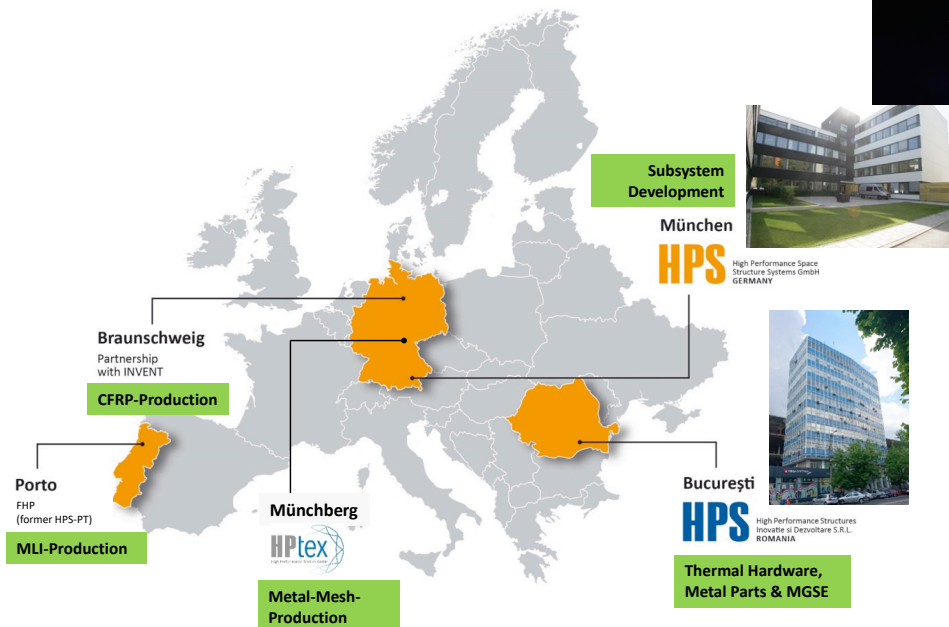 Subsystem
Development
München
HPS
High Performance Space
Structure Systems GmbH
GERMANY
Braunschweig
Partnership
with INVENT
CFRP-Production
Porto
FHP
(former HPS-PT)
MLI-Production
Münchberg
HPtex
Metal-Mesh-
Production
București
HPS
High Performance Structures
Inovatie si Dezvoltare S.R.L.
ROMANIA
Thermal Hardware,
Metal Parts & MGSE